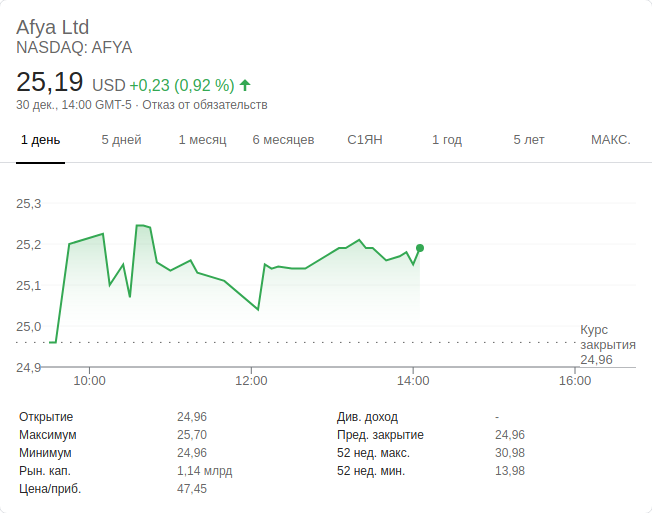 Afya Ltd
NASDAQ: AFYA
25,19 USD +0,23 (0,92 %)
30 дек., 14:00 GMT-5 · Отказ от обязательств
1 день 5 дней 1 месяц 6 месяцев С1ЯН 1 год 5 лет МАКС.
25,3
25,2
25,1
25,0
24,9
Курс
закрытия
24,96
10:00 12:00 14:00 16:00
Открытие 24,96 Див. доход -
Максимум 25,70 Пред. закрытие 24,96
Минимум 24,96 52 нед. макс. 30,98
Рын. кап. 1,14 млрд 52 нед. мин. 13,98
Цена/приб. 47,45